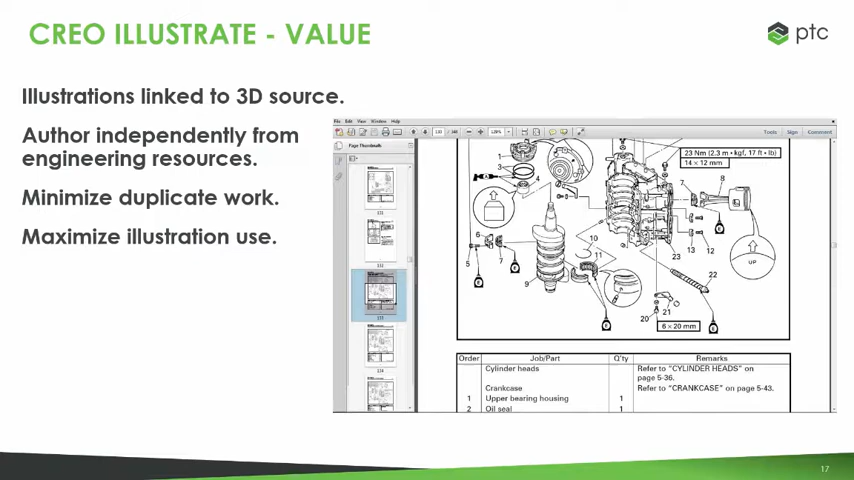 CREO ILLUSTRATE - VALUE
ptc
Illustrations linked to 3D source.
Author independently from
engineering resources.
Minimize duplicate work.
Maximize illustration use.
File Edit View Window Help
Tools Sign Comment
Page Thumbnails
23 Nm (2.3 m • kgf, 17 ft • lb)
14 × 12 mm
1
3
4
7
8
6
5
7
10
11
9
23
13
12
22
21
20
UP
6 × 20 mm
Order Job/Part Q'ty Remarks
Cylinder heads Refer to "CYLINDER HEADS" on
page 5-36.
Crankcase Refer to "CRANKCASE" on page 5-43.
1 Upper bearing housing 1
2 Oil seal 1
17